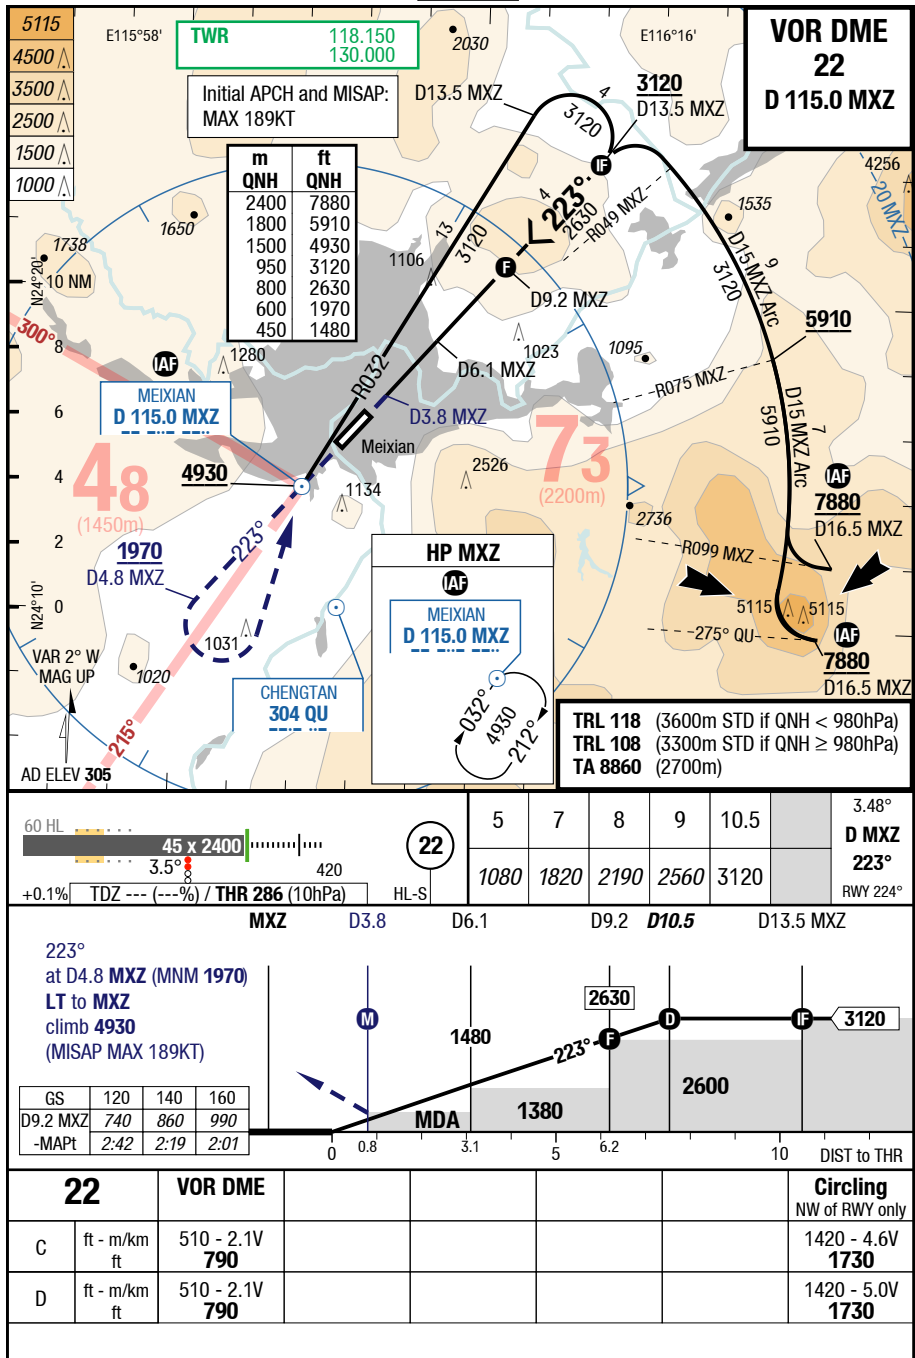 5115
4500
3500
2500
1500
1000
E115°58'
TWR 118.150
130.000
2030
E116°16'
VOR DME
22
D 115.0 MXZ
Initial APCH and MISAP:
MAX 189KT
D13.5 MXZ
4
3120
3120
D13.5 MXZ
IF
m ft
QNH QNH
2400 7880
1800 5910
1500 4930
950 3120
800 2630
600 1970
450 1480
4256
20 MXZ
1535
1650
1738
N24°20'
10 NM
13
3120
1106
4
223°
2630
R049 MXZ
F
D9.2 MXZ
9
D15 MXZ Arc
3120
5910
300°
8
IAF
1280
1023
1095
D6.1 MXZ
R075 MXZ
R032
MEIXIAN
D 115.0 MXZ
D3.8 MXZ
6
Meixian
7
D15 MXZ Arc
5910
48
(1450m)
4930
73
(2200m)
4
2526
1134
IAF
7880
D16.5 MXZ
2736
2
1970
D4.8 MXZ
223°
R099 MXZ
HP MXZ
IAF
MEIXIAN
D 115.0 MXZ
N24°10'
0
5115
5115
1031
275° QU
IAF
7880
D16.5 MXZ
VAR 2° W
MAG UP
1020
CHENGTAN
304 QU
032°
4930
212°
215°
AD ELEV 305
TRL 118 (3600m STD if QNH < 980hPa)
TRL 108 (3300m STD if QNH ≥ 980hPa)
TA 8860 (2700m)
60 HL
45 x 2400
3.5°
420
+0.1% TDZ --- (---%) / THR 286 (10hPa)
22
HL-S
5 7 8 9 10.5
1080 1820 2190 2560 3120
3.48°
D MXZ
223°
RWY 224°
MXZ D3.8 D6.1 D9.2 D10.5 D13.5 MXZ
223°
at D4.8 MXZ (MNM 1970)
LT to MXZ
climb 4930
(MISAP MAX 189KT)
M
1480
2630
223°
F
D
IF
3120
2600
1380
MDA
GS 120 140 160
D9.2 MXZ 740 860 990
-MAPt 2:42 2:19 2:01
0 0.8 3.1 5 6.2 10 DIST to THR
22 VOR DME Circling
NW of RWY only
C ft - m/km 510 - 2.1V 1420 - 4.6V
ft 790 1730
D ft - m/km 510 - 2.1V 1420 - 5.0V
ft 790 1730